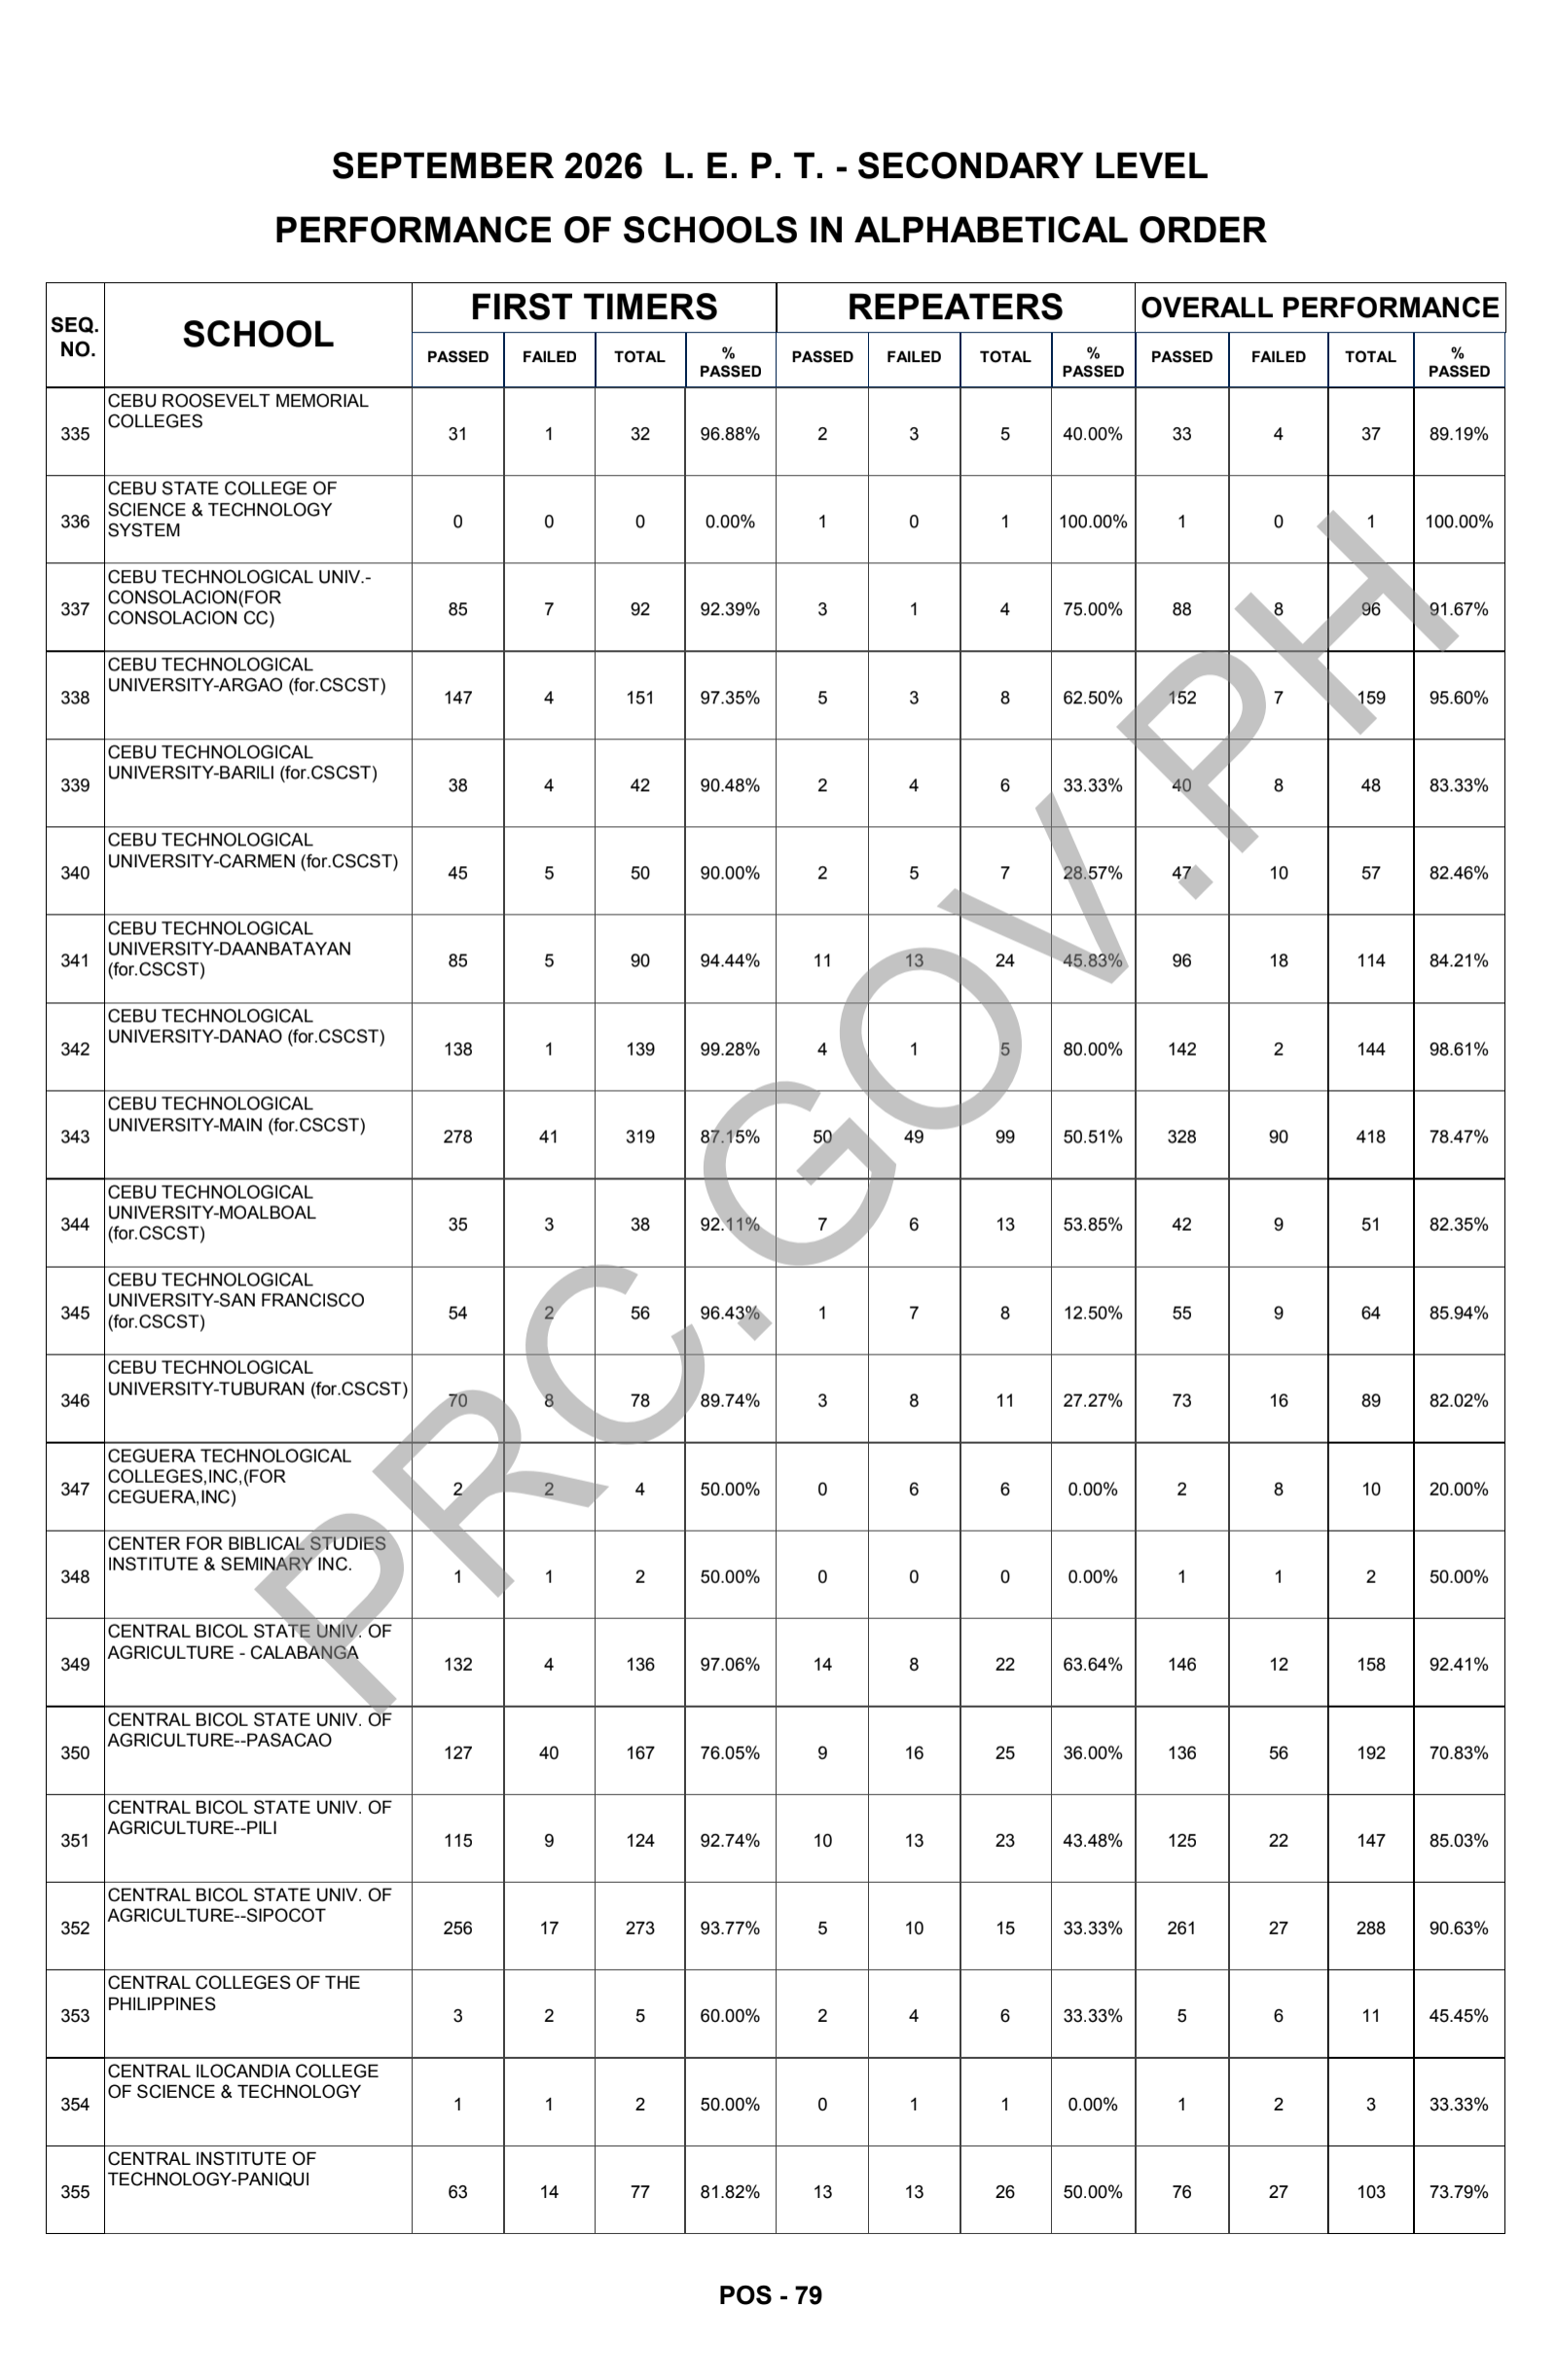 SEPTEMBER 2026 L. E. P. T. - SECONDARY LEVEL
PERFORMANCE OF SCHOOLS IN ALPHABETICAL ORDER
SEQ. NO. SCHOOL FIRST TIMERS REPEATERS OVERALL PERFORMANCE
PASSED FAILED TOTAL % PASSED PASSED FAILED TOTAL % PASSED PASSED FAILED TOTAL % PASSED
CEBU ROOSEVELT MEMORIAL
COLLEGES
335 31 1 32 96.88% 2 3 5 40.00% 33 4 37 89.19%
CEBU STATE COLLEGE OF
SCIENCE & TECHNOLOGY
SYSTEM
336 0 0 0 0.00% 1 0 1 100.00% 1 0 1 100.00%
CEBU TECHNOLOGICAL UNIV.-
CONSOLACION(FOR
CONSOLACION CC)
337 85 7 92 92.39% 3 1 4 75.00% 88 8 96 91.67%
CEBU TECHNOLOGICAL
UNIVERSITY-ARGAO (for.CSCST)
338 147 4 151 97.35% 5 3 8 62.50% 152 7 159 95.60%
CEBU TECHNOLOGICAL
UNIVERSITY-BARILI (for.CSCST)
339 38 4 42 90.48% 2 4 6 33.33% 40 8 48 83.33%
CEBU TECHNOLOGICAL
UNIVERSITY-CARMEN (for.CSCST)
340 45 5 50 90.00% 2 5 7 28.57% 47 10 57 82.46%
CEBU TECHNOLOGICAL
UNIVERSITY-DAANBATAYAN
(for.CSCST)
341 85 5 90 94.44% 11 13 24 45.83% 96 18 114 84.21%
CEBU TECHNOLOGICAL
UNIVERSITY-DANAO (for.CSCST)
342 138 1 139 99.28% 4 1 5 80.00% 142 2 144 98.61%
CEBU TECHNOLOGICAL
UNIVERSITY-MAIN (for.CSCST)
343 278 41 319 87.15% 50 49 99 50.51% 328 90 418 78.47%
CEBU TECHNOLOGICAL
UNIVERSITY-MOALBOAL
(for.CSCST)
344 35 3 38 92.11% 7 6 13 53.85% 42 9 51 82.35%
CEBU TECHNOLOGICAL
UNIVERSITY-SAN FRANCISCO
(for.CSCST)
345 54 2 56 96.43% 1 7 8 12.50% 55 9 64 85.94%
CEBU TECHNOLOGICAL
UNIVERSITY-TUBURAN (for.CSCST)
346 70 8 78 89.74% 3 8 11 27.27% 73 16 89 82.02%
CEGUERA TECHNOLOGICAL
COLLEGES,INC,(FOR
CEGUERA,INC)
347 2 2 4 50.00% 0 6 6 0.00% 2 8 10 20.00%
CENTER FOR BIBLICAL STUDIES
INSTITUTE & SEMINARY INC.
348 1 1 2 50.00% 0 0 0 0.00% 1 1 2 50.00%
CENTRAL BICOL STATE UNIV. OF
AGRICULTURE - CALABANGA
349 132 4 136 97.06% 14 8 22 63.64% 146 12 158 92.41%
CENTRAL BICOL STATE UNIV. OF
AGRICULTURE--PASACAO
350 127 40 167 76.05% 9 16 25 36.00% 136 56 192 70.83%
CENTRAL BICOL STATE UNIV. OF
AGRICULTURE--PILI
351 115 9 124 92.74% 10 13 23 43.48% 125 22 147 85.03%
CENTRAL BICOL STATE UNIV. OF
AGRICULTURE--SIPOCOT
352 256 17 273 93.77% 5 10 15 33.33% 261 27 288 90.63%
CENTRAL COLLEGES OF THE
PHILIPPINES
353 3 2 5 60.00% 2 4 6 33.33% 5 6 11 45.45%
CENTRAL ILOCANDIA COLLEGE
OF SCIENCE & TECHNOLOGY
354 1 1 2 50.00% 0 1 1 0.00% 1 2 3 33.33%
CENTRAL INSTITUTE OF
TECHNOLOGY-PANIQUI
355 63 14 77 81.82% 13 13 26 50.00% 76 27 103 73.79%
PRC.GOV.PH
POS - 79